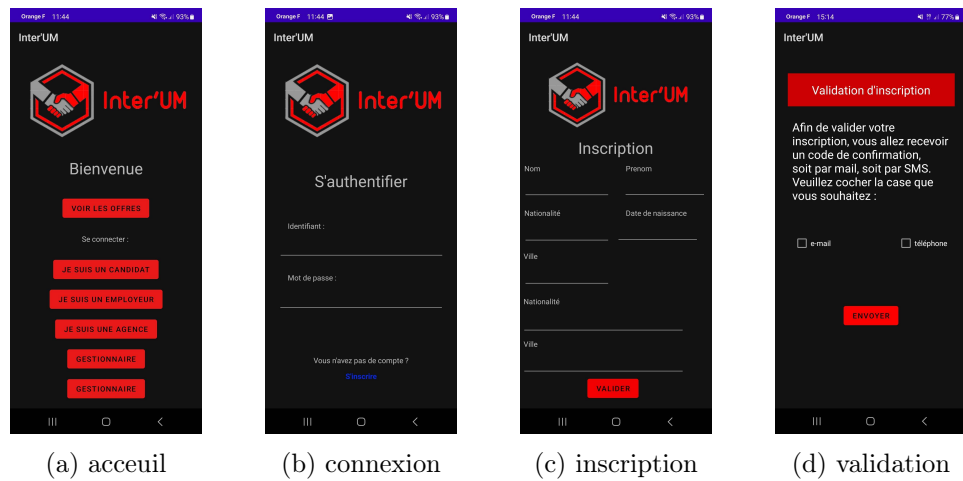 Orange F 11:44 93%
Inter'UM
Inter'UM
Bienvenue
VOIR LES OFFRES
Se connecter :
JE SUIS UN CANDIDAT
JE SUIS UN EMPLOYEUR
JE SUIS UNE AGENCE
GESTIONNAIRE
GESTIONNAIRE
(a) acceuil
Orange F 11:44 93%
Inter'UM
Inter'UM
S'authentifier
Identifiant :
Mot de passe :
Vous n'avez pas de compte ?
S'inscrire
(b) connexion
Orange F 11:44 93%
Inter'UM
Inter'UM
Inscription
Nom Prenom
Nationalité Date de naissance
Ville
Nationalité
Ville
VALIDER
(c) inscription
Orange F 15:14 77%
Inter'UM
Validation d'inscription
Afin de valider votre
inscription, vous allez recevoir
un code de confirmation,
soit par mail, soit par SMS.
Veuillez cocher la case que
vous souhaitez :
e-mail téléphone
ENVOYER
(d) validation